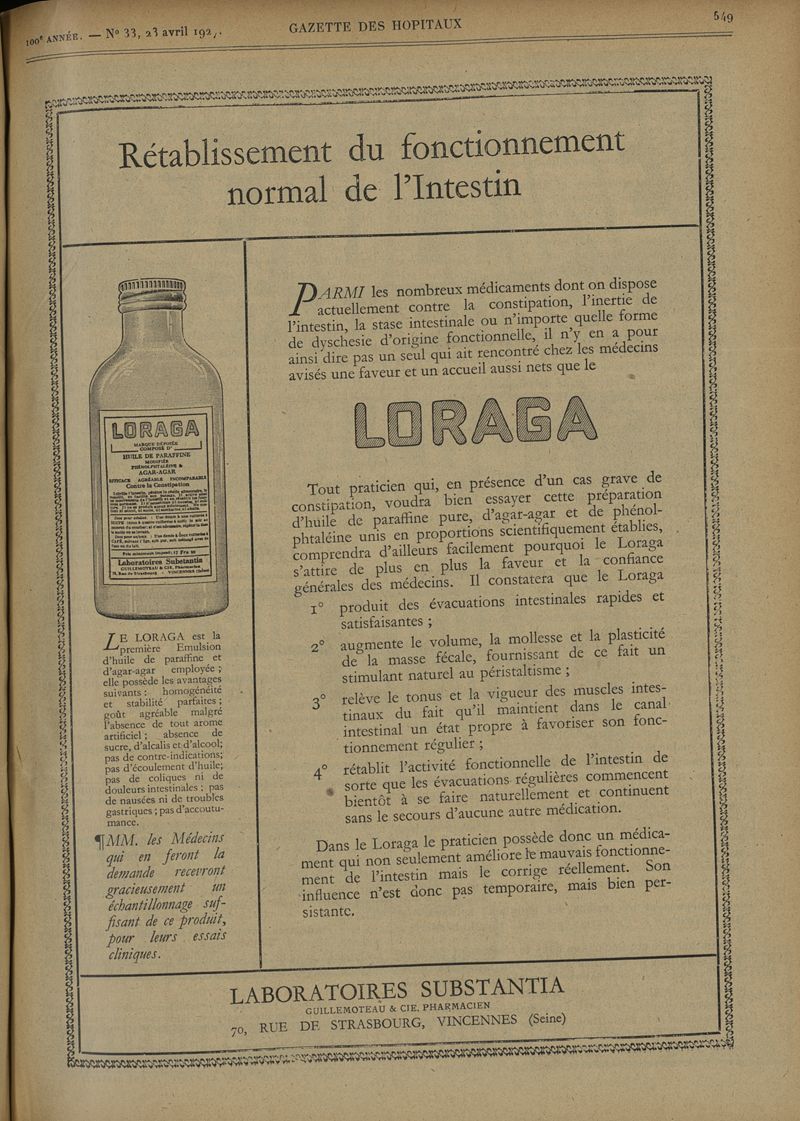 100e ANNÉE. — N° 33, 23 avril 192
GAZETTE DES HOPITAUX
549
Rétablissement du fonctionnement
normal de l'Intestin
LORAGA
MARQUE DÉPOSÉE
COMPOSÉ D'
HUILE DE PARAFFINE
MODIFIÉE
PHÉNOLPHTALÉINE &
AGAR-AGAR
EFFICACE AGRÉABLE INCOMPARABLE
Contre la Constipation
Laboratoires Substantia
GUILLEMOTEAU & CIE, Pharmacien
VINCENNES (Seine)
LE LORAGA est la
première Emulsion
d'huile de paraffine et
d'agar-agar employée ;
elle possède les avantages
suivants : homogénéité
et stabilité parfaites ;
goût agréable malgré
l'absence de tout arome
artificiel ; absence de
sucre, d'alcalis et d'alcool;
pas de contre-indications;
pas d'écoulement d'huile;
pas de coliques ni de
douleurs intestinales ; pas
de nausées ni de troubles
gastriques ; pas d'accoutu-
mance.
¶MM. les Médecins
qui en feront la
demande recevront
gracieusement un
échantillonnage suf-
fisant de ce produit,
pour leurs essais
cliniques.
PARMI les nombreux médicaments dont on dispose
actuellement contre la constipation, l'inertie de
l'intestin, la stase intestinale ou n'importe quelle forme
de dyschésie d'origine fonctionnelle, il n'y en a pour
ainsi dire pas un seul qui ait rencontré chez les médecins
avisés une faveur et un accueil aussi nets que le
LORAGA
Tout praticien qui, en présence d'un cas grave de
constipation, voudra bien essayer cette préparation
d'huile de paraffine pure, d'agar-agar et de phénol-
phtaléine unis en proportions scientifiquement établies,
comprendra d'ailleurs facilement pourquoi le Loraga
s'attire de plus en plus la faveur et la confiance
générales des médecins. Il constatera que le Loraga
1° produit des évacuations intestinales rapides et
satisfaisantes ;
2° augmente le volume, la mollesse et la plasticité
de la masse fécale, fournissant de ce fait un
stimulant naturel au péristaltisme ;
3° relève le tonus et la vigueur des muscles intes-
tinaux du fait qu'il maintient dans le canal
intestinal un état propre à favoriser son fonc-
tionnement régulier ;
4° rétablit l'activité fonctionnelle de l'intestin de
sorte que les évacuations régulières commencent
bientôt à se faire naturellement et continuent
sans le secours d'aucune autre médication.
Dans le Loraga le praticien possède donc un médica-
ment qui non seulement améliore le mauvais fonctionne-
ment de l'intestin mais le corrige réellement. Son
influence n'est donc pas temporaire, mais bien per-
sistante.
LABORATOIRES SUBSTANTIA
GUILLEMOTEAU & CIE, PHARMACIEN
70, RUE DE STRASBOURG, VINCENNES (Seine)